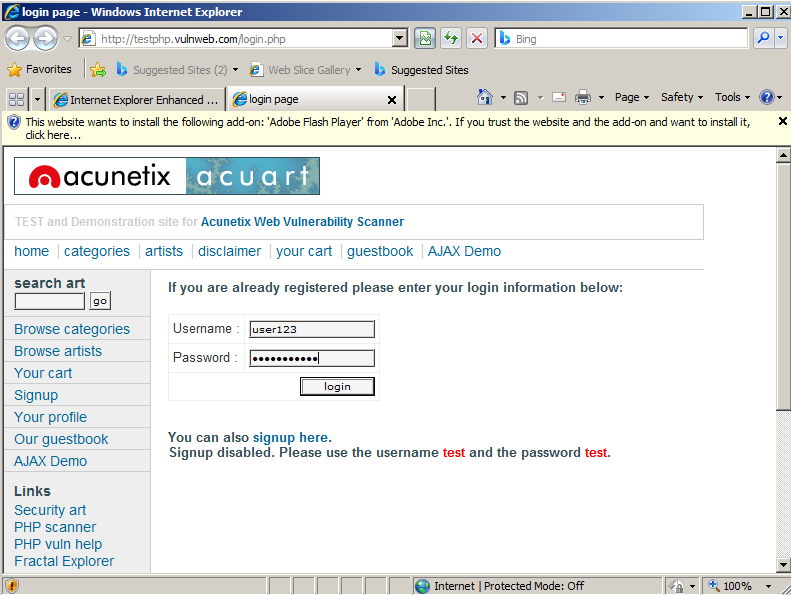 login page - Windows Internet Explorer
http://testphp.vulnweb.com/login.php
Bing
Favorites
Suggested Sites (2)
Web Slice Gallery
Suggested Sites
Internet Explorer Enhanced ...
login page
Page
Safety
Tools
This website wants to install the following add-on: 'Adobe Flash Player' from 'Adobe Inc.'. If you trust the website and the add-on and want to install it,
click here...
acunetix acuart
TEST and Demonstration site for Acunetix Web Vulnerability Scanner
home | categories | artists | disclaimer | your cart | guestbook | AJAX Demo
search art
go
Browse categories
Browse artists
Your cart
Signup
Your profile
Our guestbook
AJAX Demo
Links
Security art
PHP scanner
PHP vuln help
Fractal Explorer
If you are already registered please enter your login information below:
Username : user123
Password : •••••••••••
login
You can also signup here.
Signup disabled. Please use the username test and the password test.
Internet | Protected Mode: Off
100%